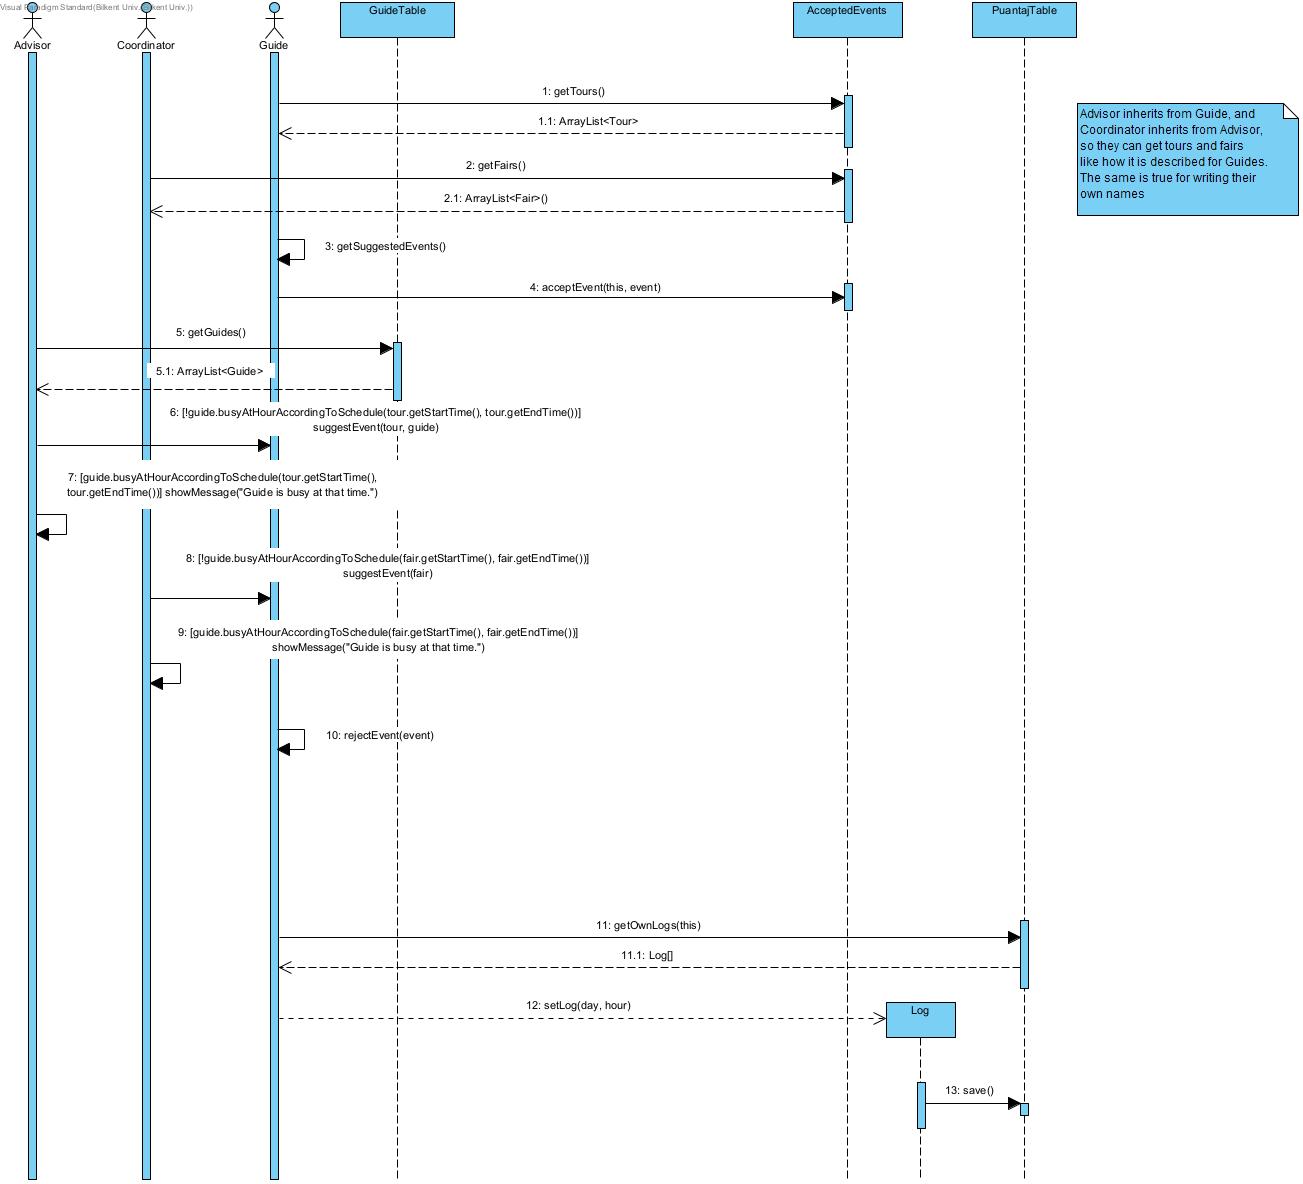 Visual Paradigm Standard(Bilkent Univ.(Bilkent Univ.))
GuideTable
AcceptedEvents
PuantajTable
Advisor
Coordinator
Guide
1: getTours()
1.1: ArrayList<Tour>
Advisor inherits from Guide, and
Coordinator inherits from Advisor,
so they can get tours and fairs
like how it is described for Guides.
The same is true for writing their
own names
2: getFairs()
2.1: ArrayList<Fair>()
3: getSuggestedEvents()
4: acceptEvent(this, event)
5: getGuides()
5.1: ArrayList<Guide>
6: [!guide.busyAtHourAccordingToSchedule(tour.getStartTime(), tour.getEndTime())]
suggestEvent(tour, guide)
7: [guide.busyAtHourAccordingToSchedule(tour.getStartTime(),
tour.getEndTime())] showMessage("Guide is busy at that time.")
8: [!guide.busyAtHourAccordingToSchedule(fair.getStartTime(), fair.getEndTime())]
suggestEvent(fair)
9: [guide.busyAtHourAccordingToSchedule(fair.getStartTime(), fair.getEndTime())]
showMessage("Guide is busy at that time.")
10: rejectEvent(event)
11: getOwnLogs(this)
11.1: Log[]
12: setLog(day, hour)
Log
13: save()